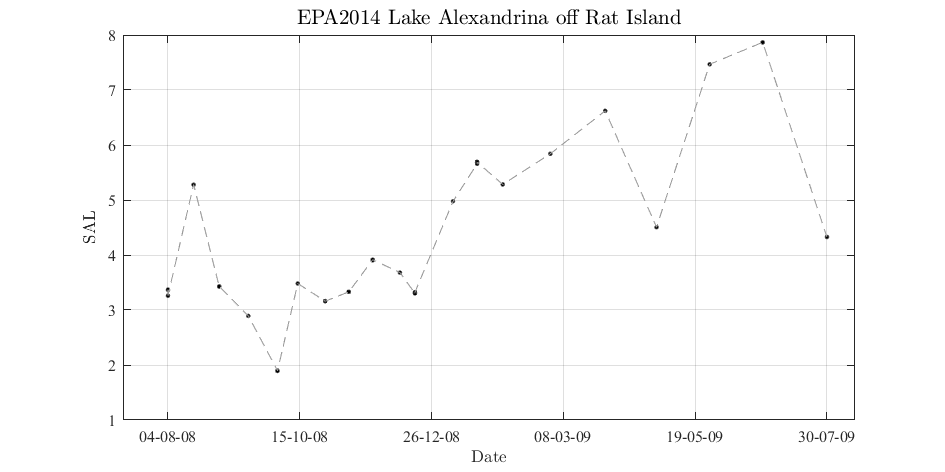 EPA2014 Lake Alexandrina off Rat Island
8
7
6
5
4
3
2
1
SAL
04-08-08 15-10-08 26-12-08 08-03-09 19-05-09 30-07-09
Date